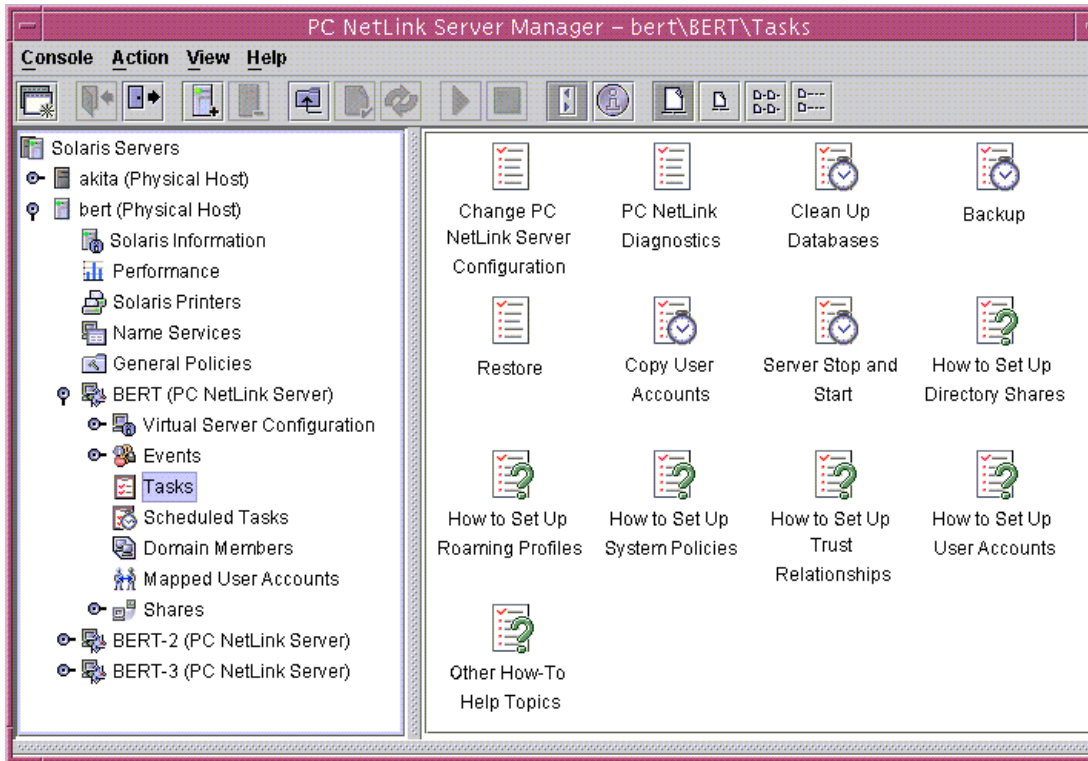 PC NetLink Server Manager – bert\BERT\Tasks
Console Action View Help
Solaris Servers
akita (Physical Host)
bert (Physical Host)
Solaris Information
Performance
Solaris Printers
Name Services
General Policies
BERT (PC NetLink Server)
Virtual Server Configuration
Events
Tasks
Scheduled Tasks
Domain Members
Mapped User Accounts
Shares
BERT-2 (PC NetLink Server)
BERT-3 (PC NetLink Server)
Change PC
NetLink Server
Configuration
PC NetLink
Diagnostics
Clean Up
Databases
Backup
Restore
Copy User
Accounts
Server Stop and
Start
How to Set Up
Directory Shares
How to Set Up
Roaming Profiles
How to Set Up
System Policies
How to Set Up
Trust
Relationships
How to Set Up
User Accounts
Other How-To
Help Topics